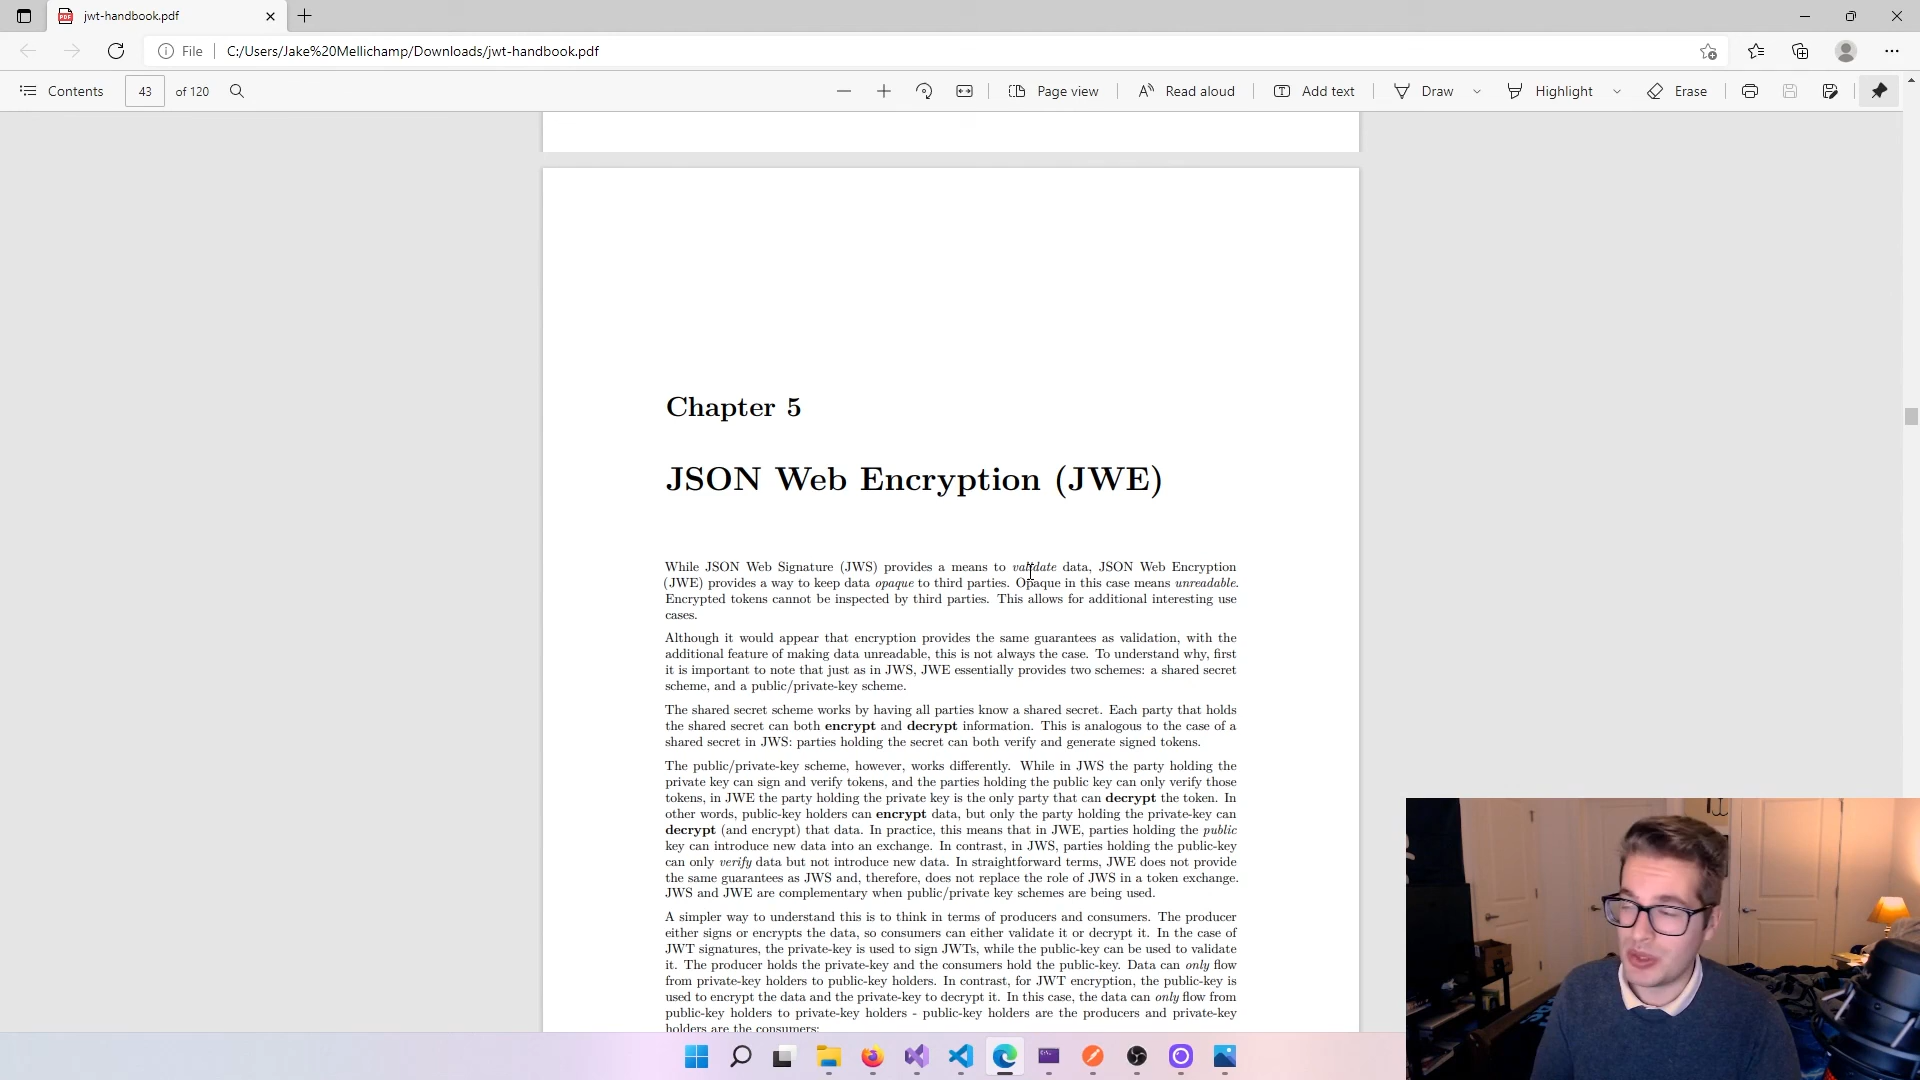 jwt-handbook.pdf
File C:/Users/Jake%20Mellichamp/Downloads/jwt-handbook.pdf
Contents 43 of 120 Page view Read aloud Add text Draw Highlight Erase
Chapter 5
JSON Web Encryption (JWE)
While JSON Web Signature (JWS) provides a means to validate data, JSON Web Encryption
(JWE) provides a way to keep data opaque to third parties. Opaque in this case means unreadable.
Encrypted tokens cannot be inspected by third parties. This allows for additional interesting use
cases.
Although it would appear that encryption provides the same guarantees as validation, with the
additional feature of making data unreadable, this is not always the case. To understand why, first
it is important to note that just as in JWS, JWE essentially provides two schemes: a shared secret
scheme, and a public/private-key scheme.
The shared secret scheme works by having all parties know a shared secret. Each party that holds
the shared secret can both encrypt and decrypt information. This is analogous to the case of a
shared secret in JWS: parties holding the secret can both verify and generate signed tokens.
The public/private-key scheme, however, works differently. While in JWS the party holding the
private key can sign and verify tokens, and the parties holding the public key can only verify those
tokens, in JWE the party holding the private key is the only party that can decrypt the token. In
other words, public-key holders can encrypt data, but only the party holding the private-key can
decrypt (and encrypt) that data. In practice, this means that in JWE, parties holding the public
key can introduce new data into an exchange. In contrast, in JWS, parties holding the public-key
can only verify data but not introduce new data. In straightforward terms, JWE does not provide
the same guarantees as JWS and, therefore, does not replace the role of JWS in a token exchange.
JWS and JWE are complementary when public/private key schemes are being used.
A simpler way to understand this is to think in terms of producers and consumers. The producer
either signs or encrypts the data, so consumers can either validate it or decrypt it. In the case of
JWT signatures, the private-key is used to sign JWTs, while the public-key can be used to validate
it. The producer holds the private-key and the consumers hold the public-key. Data can only flow
from private-key holders to public-key holders. In contrast, for JWT encryption, the public-key is
used to encrypt the data and the private-key to decrypt it. In this case, the data can only flow from
public-key holders to private-key holders - public-key holders are the producers and private-key
holders are the consumers: